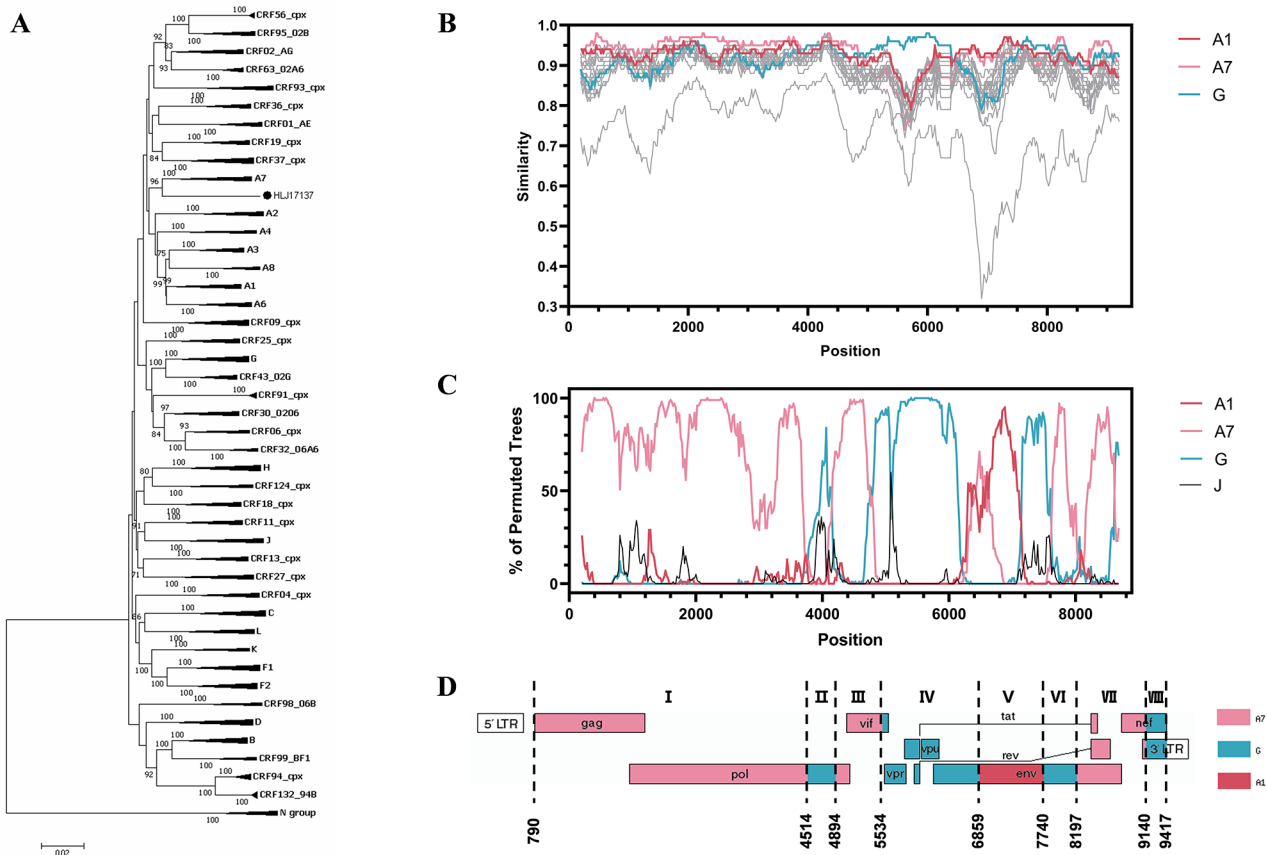 A
100
CRF56_cpx
100
CRF95_02B
92
83
100
CRF02_AG
93
CRF63_02A6
100
100
CRF93_cpx
100
CRF36_cpx
100
CRF01_AE
100
100
CRF19_cpx
84
100
CRF37_cpx
100
96
A7
HLJ17137
100
A2
100
A4
100
A3
75
A8
100
99
99
A1
A6
100
CRF09_cpx
100
100
CRF25_cpx
100
100
G
100
CRF43_02G
100
CRF91_cpx
97
100
CRF30_0206
93
84
100
CRF06_cpx
CRF32_06A6
100
100
80
H
100
CRF124_cpx
100
CRF18_cpx
100
91
CRF11_cpx
100
J
100
CRF13_cpx
71
100
CRF27_cpx
100
CRF04_cpx
86
100
C
100
L
100
K
100
100
F1
100
100
F2
100
100
CRF98_06B
100
D
100
B
100
CRF99_BF1
92
100
CRF94_cpx
100
CRF132_94B
100
N group
100
0.02
B
1.0
0.9
0.8
0.7
0.6
0.5
0.4
0.3
Similarity
0
2000
4000
6000
8000
Position
A1
A7
G
C
100
50
0
% of Permuted Trees
0
2000
4000
6000
8000
Position
A1
A7
G
J
D
I
II
III
IV
V
VI
VII
VIII
5' LTR
gag
vif
tat
nef
vpu
rev
3' LTR
pol
vpr
env
790
4514
4894
5534
6859
7740
8197
9140
9417
A7
G
A1